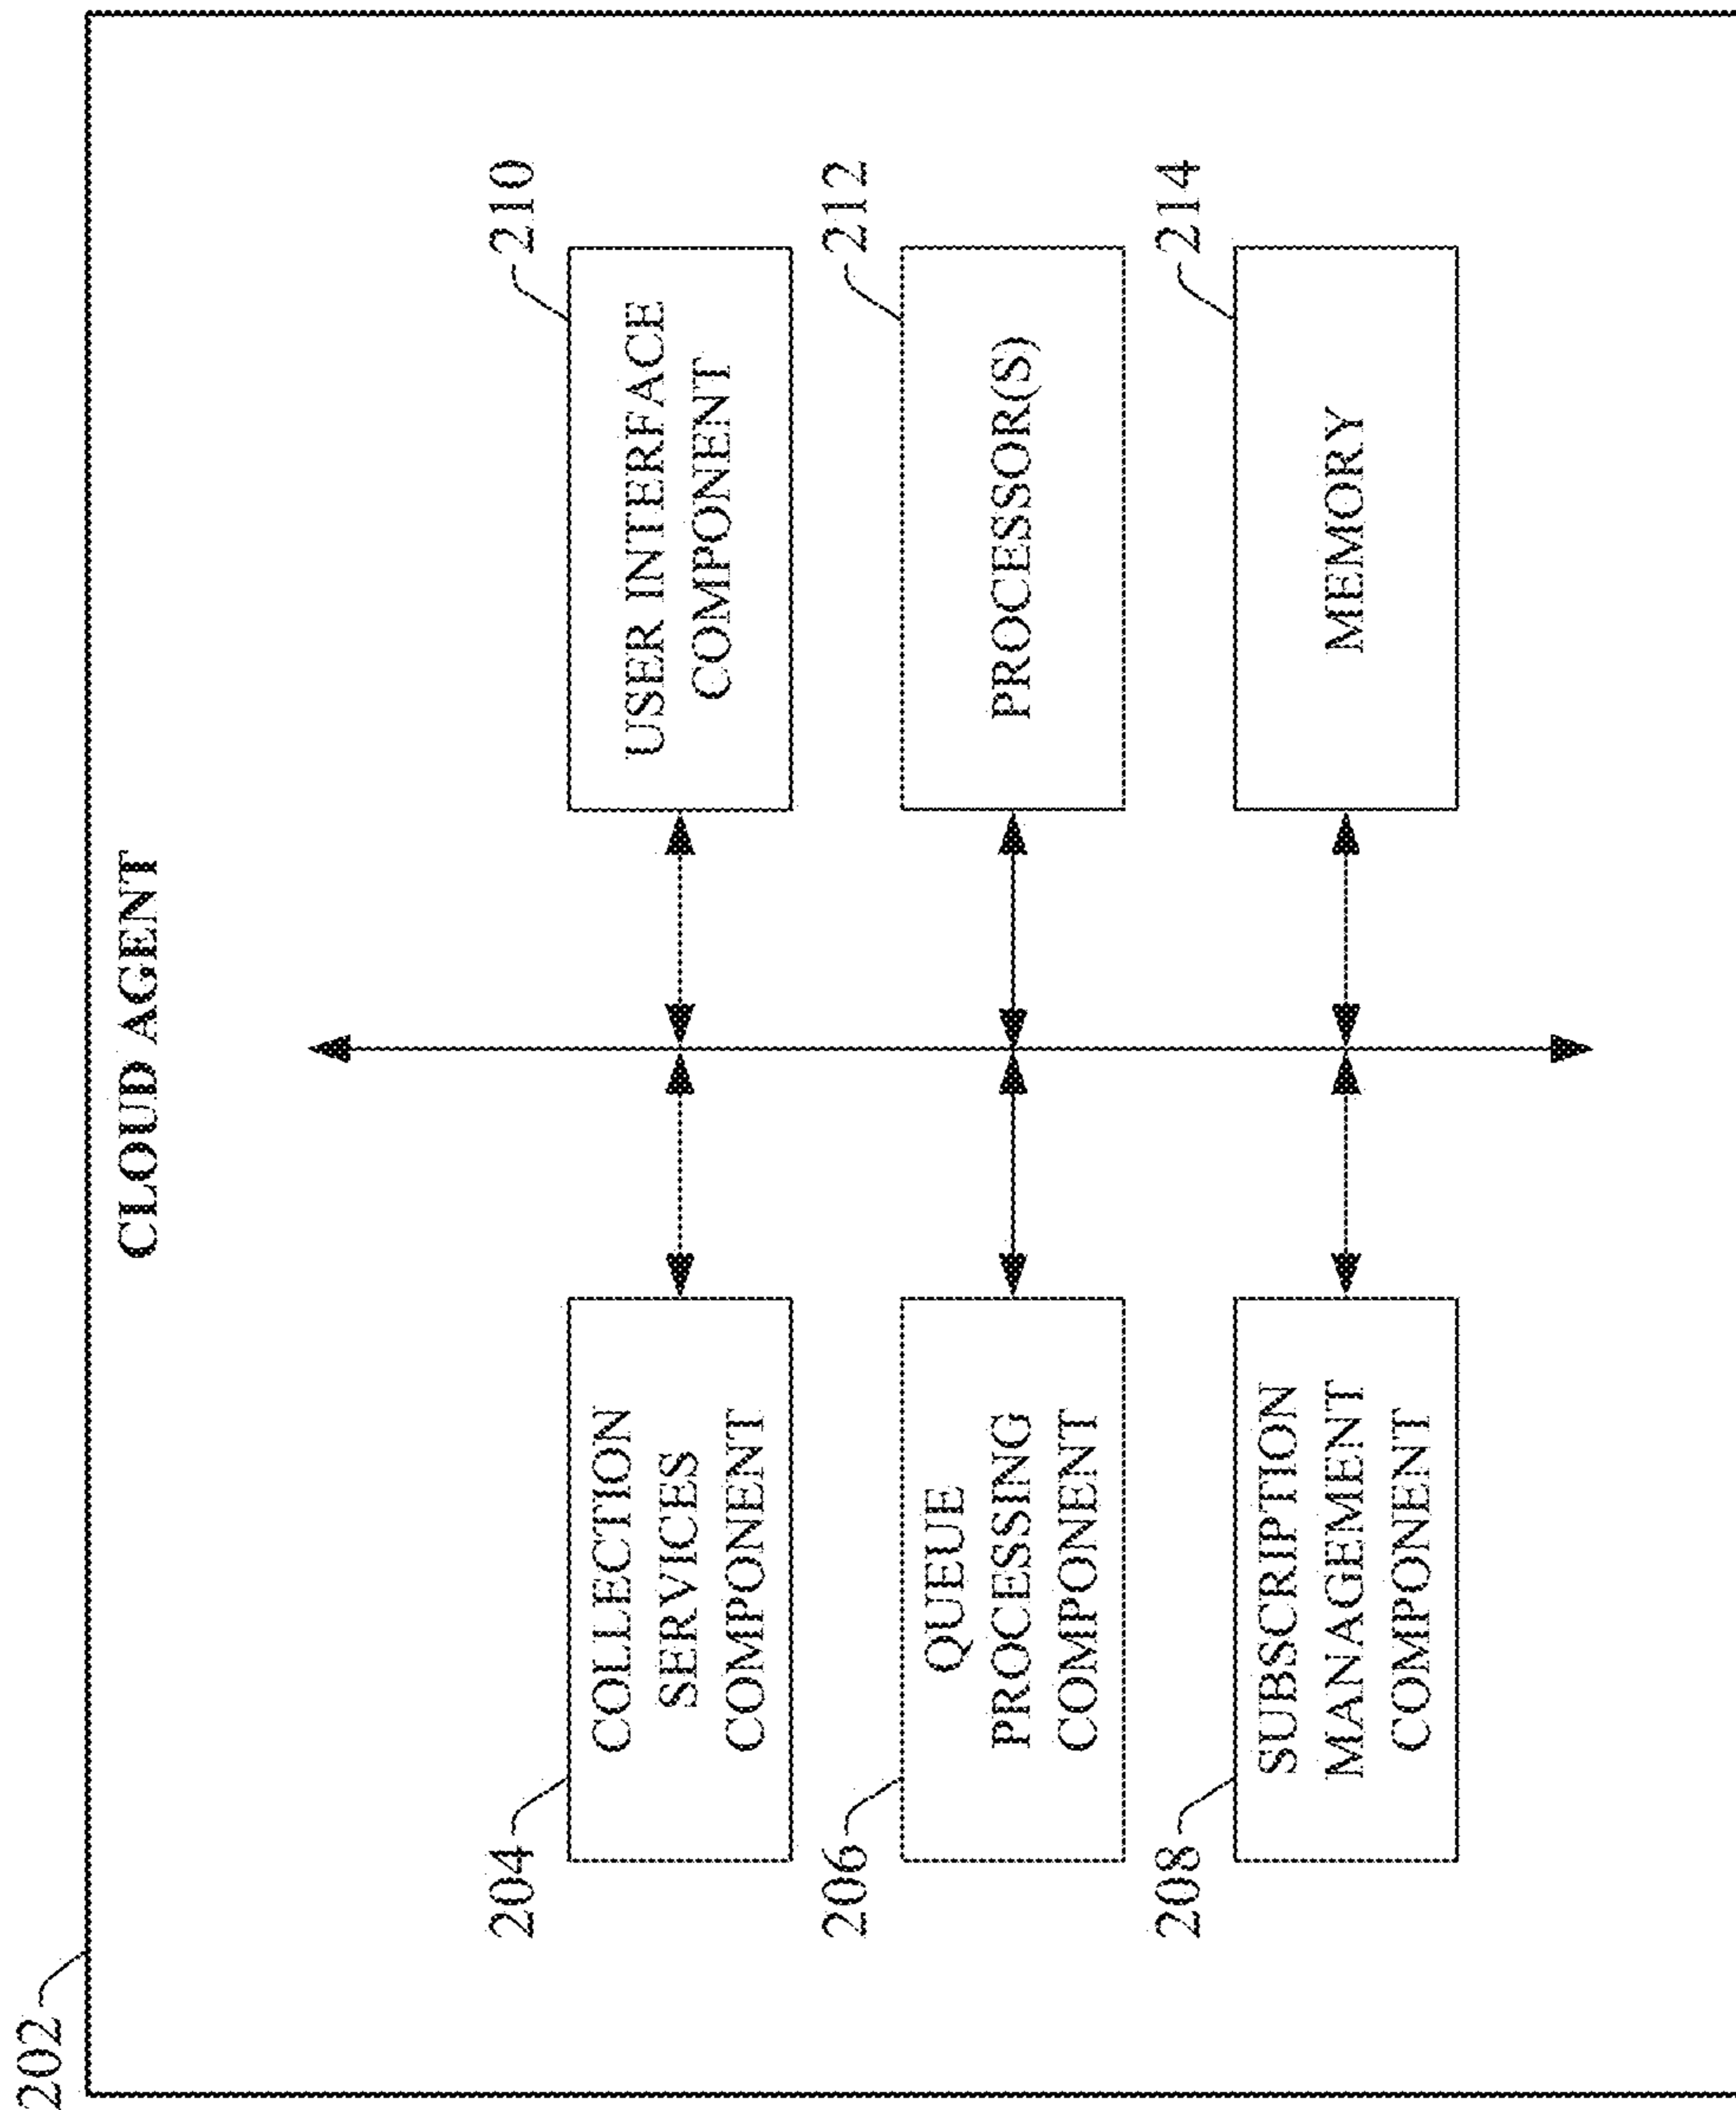 202
CLOUD AGENT
204
COLLECTION
SERVICES
COMPONENT
210
USER INTERFACE
COMPONENT
206
QUEUE
PROCESSING
COMPONENT
212
PROCESSOR(S)
208
SUBSCRIPTION
MANAGEMENT
COMPONENT
214
MEMORY